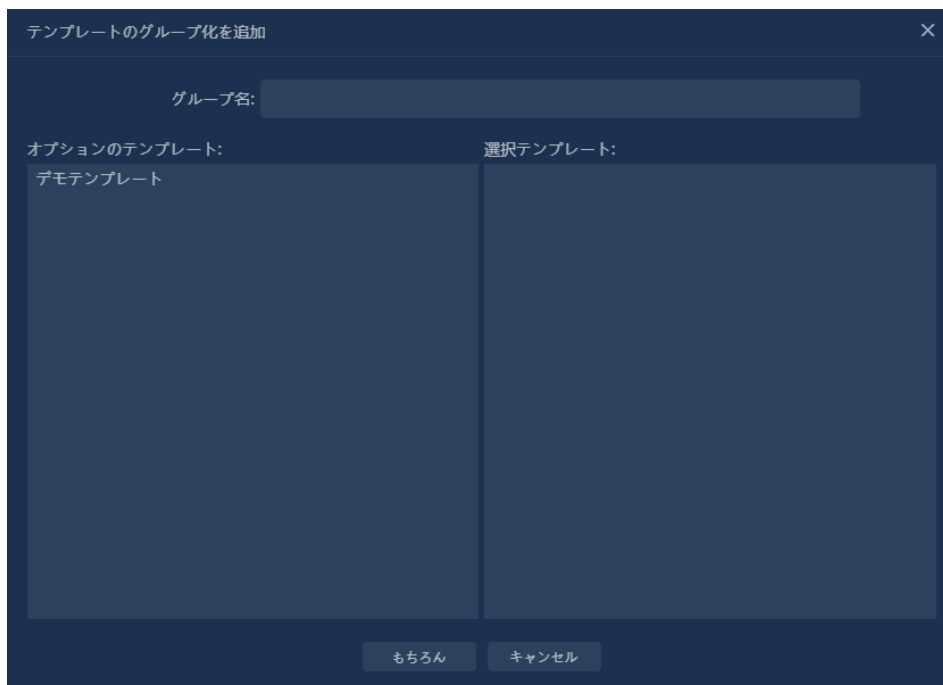 テンプレートのグループ化を追加
グループ名:
オプションのテンプレート:
選択テンプレート:
デモテンプレート
もちろん
キャンセル